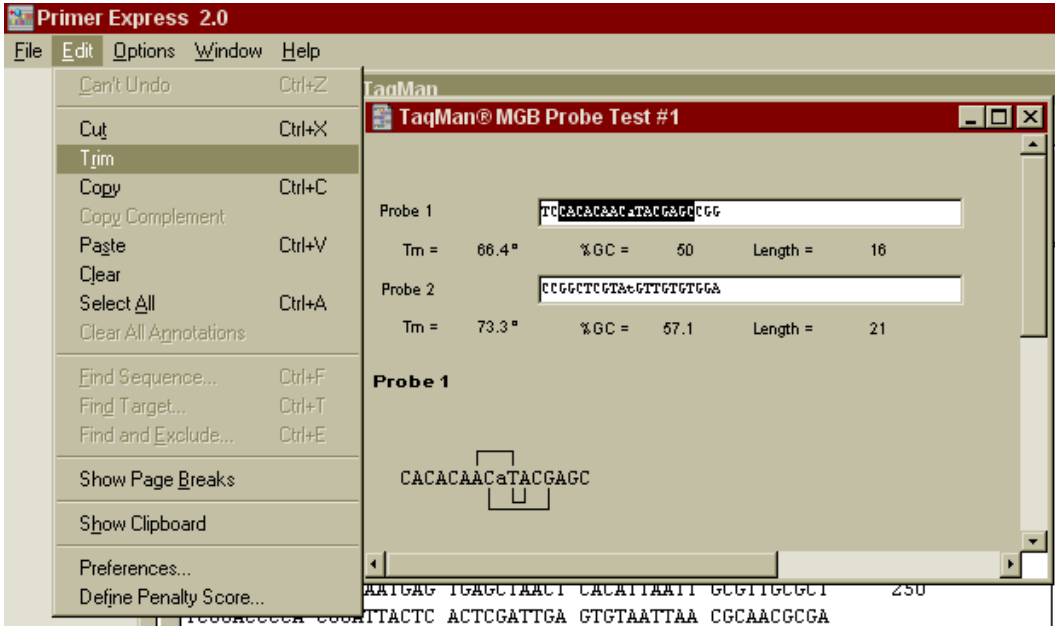 Primer Express 2.0
File Edit Options Window Help
Can't Undo Ctrl+Z
Cut Ctrl+X
Trim
Copy Ctrl+C
Copy Complement
Paste Ctrl+V
Clear
Select All Ctrl+A
Clear All Annotations
Find Sequence... Ctrl+F
Find Target... Ctrl+T
Find and Exclude... Ctrl+E
Show Page Breaks
Show Clipboard
Preferences...
Define Penalty Score...
TaqMan
TaqMan® MGB Probe Test #1
Probe 1 TCCACACAACaTACGAGCCGG
Tm = 66.4° %GC = 50 Length = 16
Probe 2 CCGGCTCGTAtGTTGTGTGGA
Tm = 73.3° %GC = 57.1 Length = 21
Probe 1
CACACAACaTACGAGC
AATGAG TGAGCTAACT CACATTAATT GCGTTGCGCT 250
ATTACTC ACTCGATTGA GTGTAATTAA CGCAACGCGA